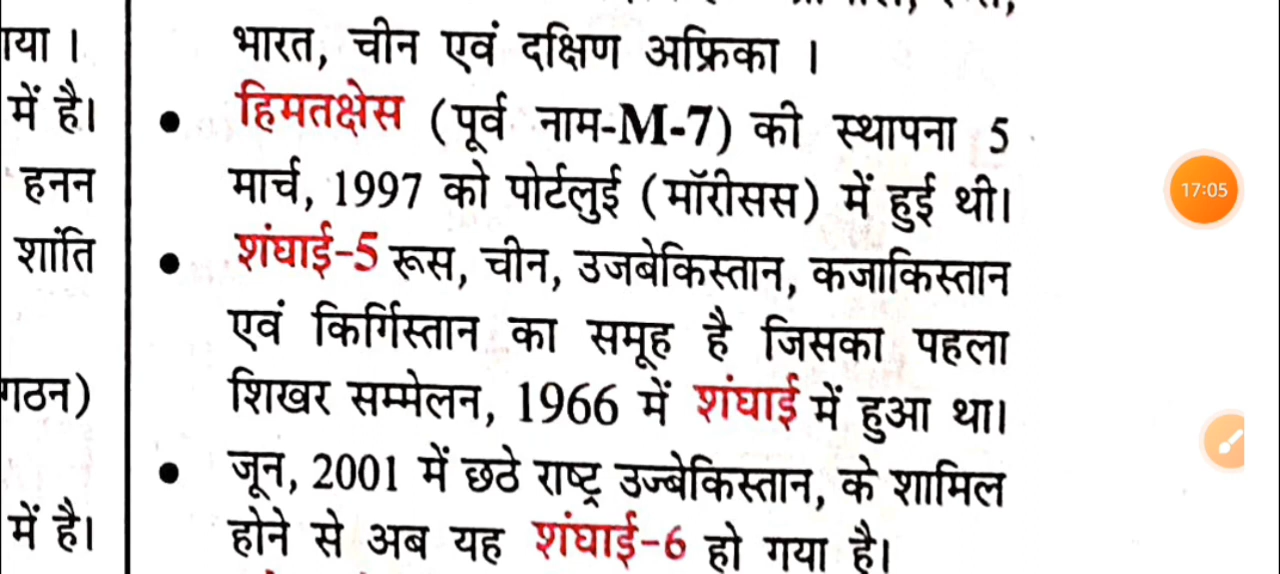 गया ।
में है।
हनन
शांति
गठन)
में है।
भारत, चीन एवं दक्षिण अफ्रिका ।
• हिमतक्षेस (पूर्व नाम-M-7) की स्थापना 5
मार्च, 1997 को पोर्टलुई (मॉरीसस) में हुई थी।
• शंघाई-5 रूस, चीन, उजबेकिस्तान, कजाकिस्तान
एवं किर्गिस्तान का समूह है जिसका पहला
शिखर सम्मेलन, 1966 में शंघाई में हुआ था।
• जून, 2001 में छठे राष्ट्र उज्बेकिस्तान, के शामिल
होने से अब यह शंघाई-6 हो गया है।
17:05